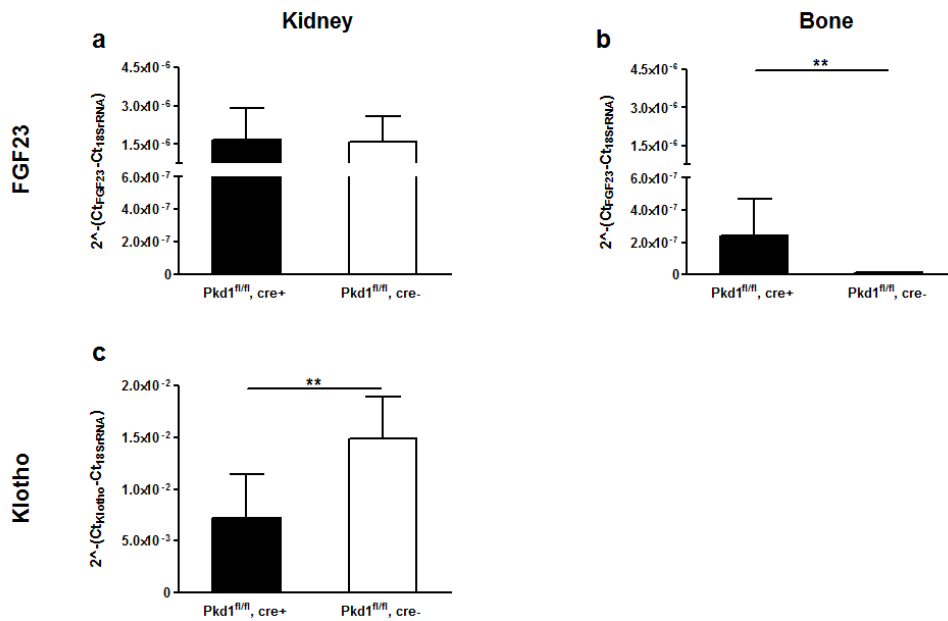 Kidney
Bone
a
FGF23
2^-(Ct_FGF23-Ct_18SrRNA)
4.5x10^-6
3.0x10^-6
1.5x10^-6
6.0x10^-7
4.0x10^-7
2.0x10^-7
0
Pkd1^fl/fl, cre+
Pkd1^fl/fl, cre-
b
2^-(Ct_FGF23-Ct_18SrRNA)
4.5x10^-6
3.0x10^-6
1.5x10^-6
6.0x10^-7
4.0x10^-7
2.0x10^-7
0
**
Pkd1^fl/fl, cre+
Pkd1^fl/fl, cre-
c
Klotho
2^-(Ct_Klotho-Ct_18SrRNA)
2.0x10^-2
1.5x10^-2
1.0x10^-2
5.0x10^-3
0
**
Pkd1^fl/fl, cre+
Pkd1^fl/fl, cre-